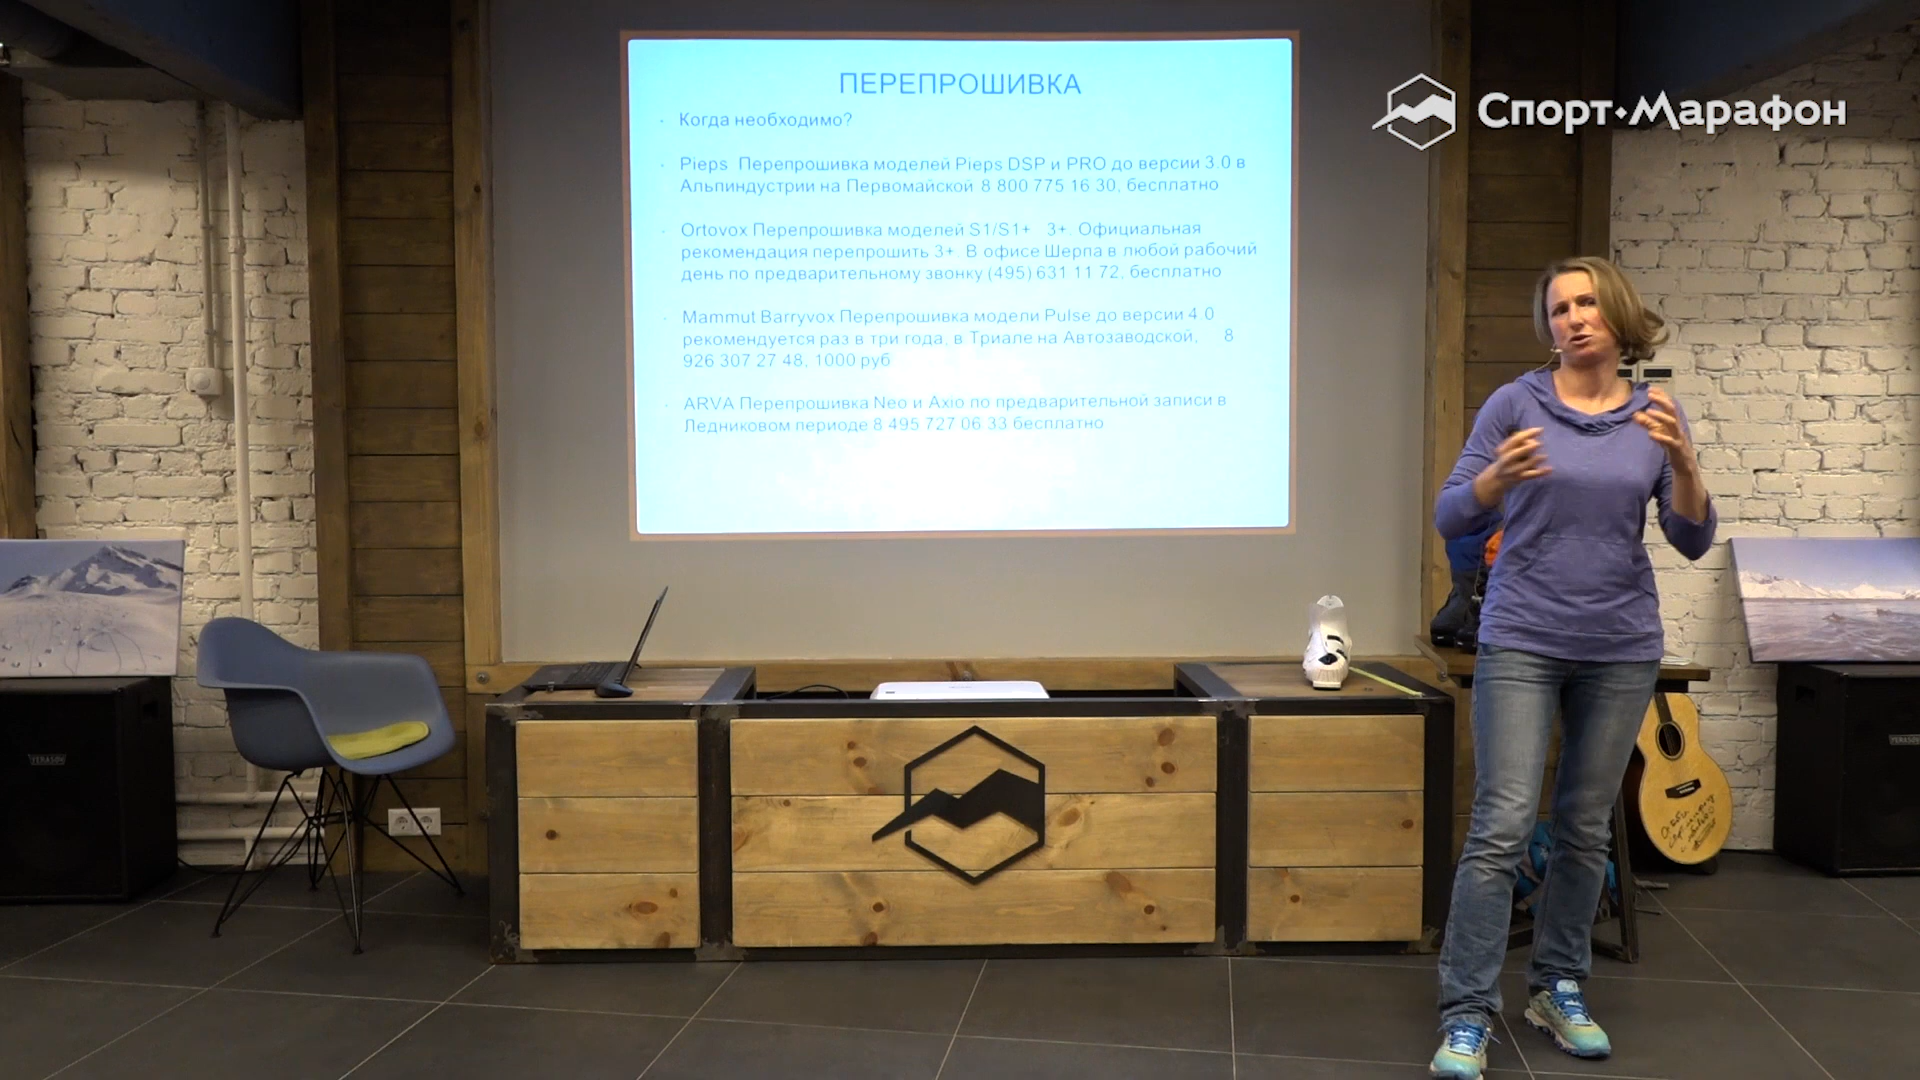 ПЕРЕПРОШИВКА
Когда необходимо?
Pieps Перепрошивка моделей Pieps DSP и PRO до версии 3.0 в
Альпиндустрии на Первомайской 8 800 775 16 30, бесплатно
Ortovox Перепрошивка моделей S1/S1+ 3+. Официальная
рекомендация перепрошить 3+. В офисе Шерпа в любой рабочий
день по предварительному звонку (495) 631 11 72, бесплатно
Mammut Barryvox Перепрошивка модели Pulse до версии 4.0
рекомендуется раз в три года, в Триале на Автозаводской, 8
926 307 27 48, 1000 руб
ARVA Перепрошивка Neo и Axio по предварительной записи в
Ледниковом периоде 8 495 727 06 33 бесплатно
Спорт-Марафон
YERASOV